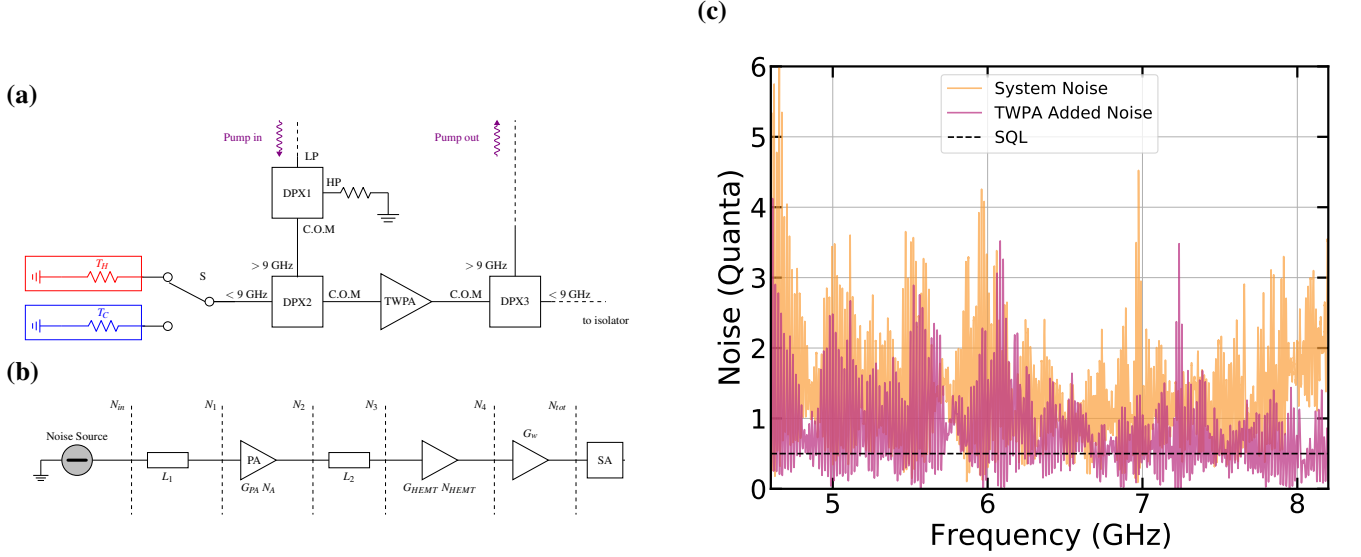 (a)
Pump in
Pump out
LP
DPX1
HP
C.O.M
T_H
S
> 9 GHz
> 9 GHz
< 9 GHz
DPX2
C.O.M
TWPA
C.O.M
DPX3
< 9 GHz
T_C
to isolator
(b)
N_in
N_1
N_2
N_3
N_4
N_tot
Noise Source
G_w
PA
SA
L_1
G_PA N_A
L_2
G_HEMT N_HEMT
(c)
System Noise
TWPA Added Noise
SQL
Noise (Quanta)
6
5
4
3
2
1
0
5
6
7
8
Frequency (GHz)